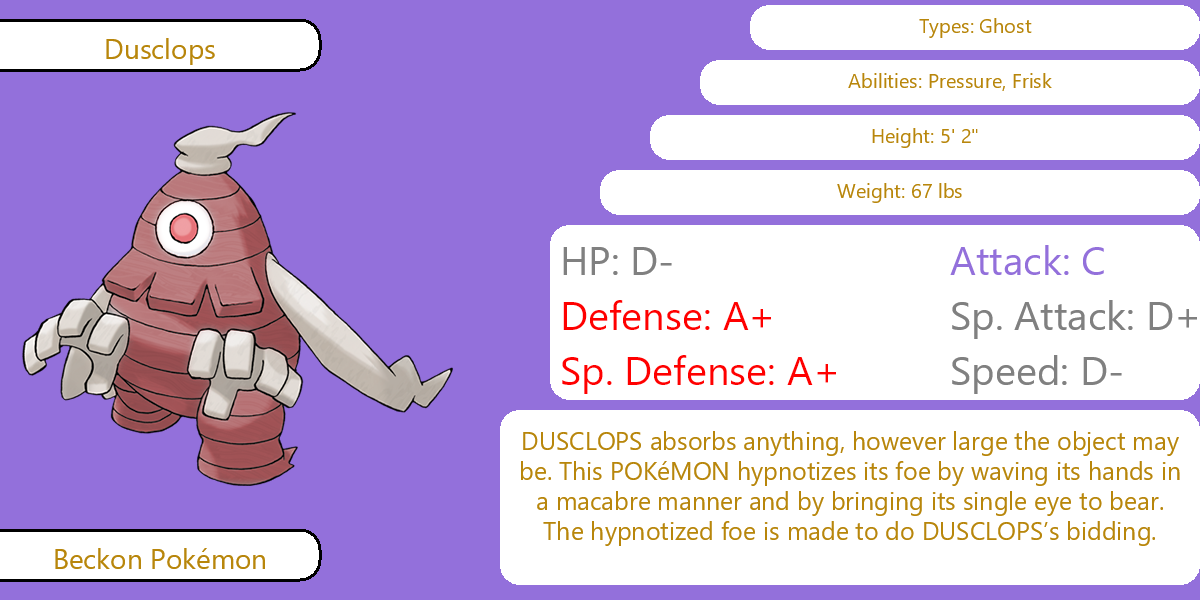 Dusclops
Types: Ghost
Abilities: Pressure, Frisk
Height: 5' 2"
Weight: 67 lbs
HP: D-
Attack: C
Defense: A+
Sp. Attack: D+
Sp. Defense: A+
Speed: D-
DUSCLOPS absorbs anything, however large the object may
be. This POKéMON hypnotizes its foe by waving its hands in
a macabre manner and by bringing its single eye to bear.
The hypnotized foe is made to do DUSCLOPS’s bidding.
Beckon Pokémon